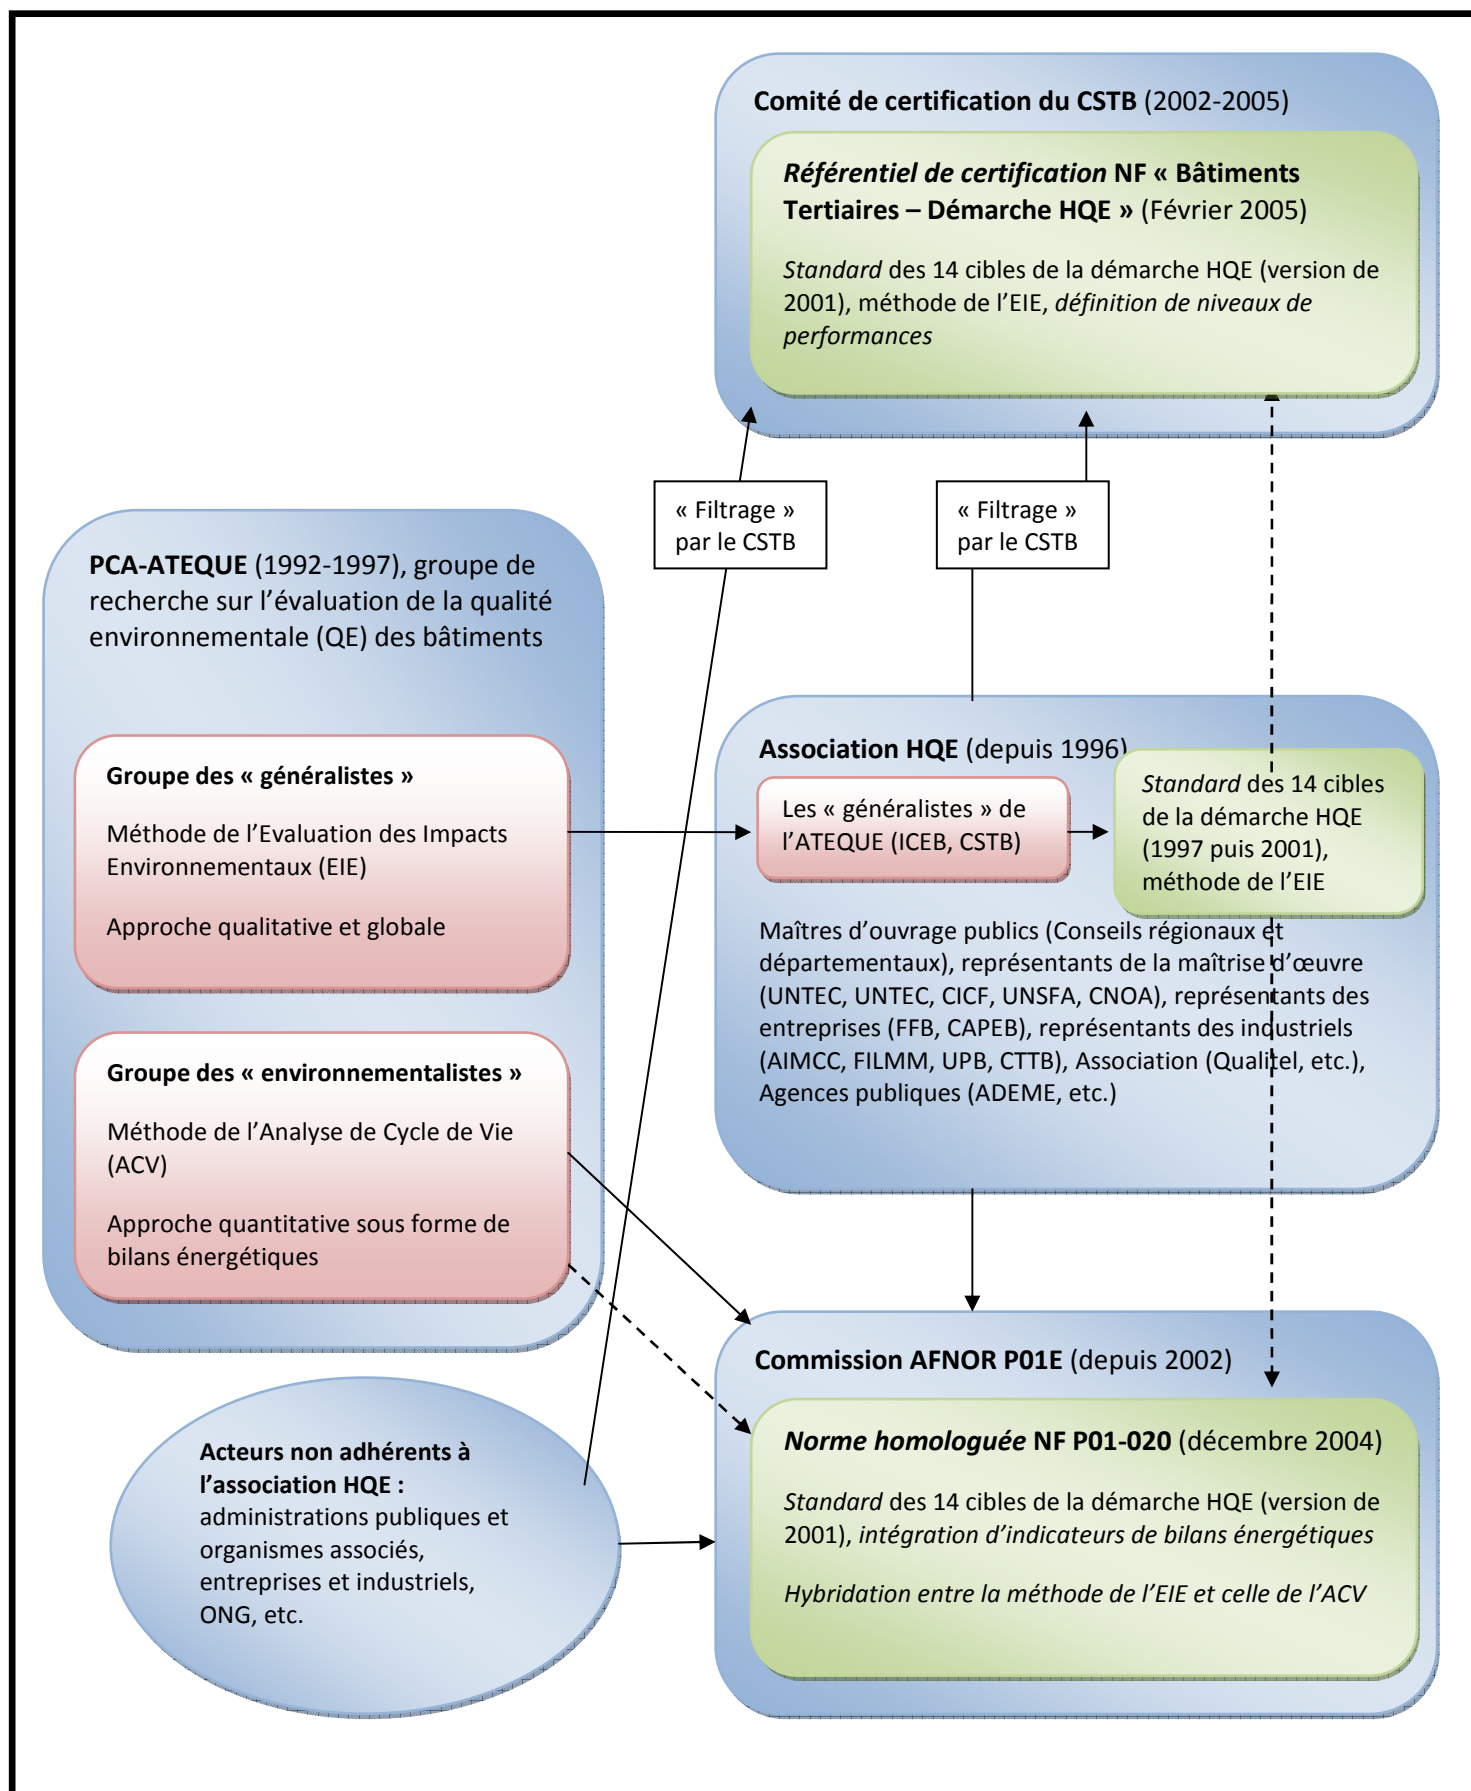 Comité de certification du CSTB (2002-2005)
Référentiel de certification NF « Bâtiments
Tertiaires – Démarche HQE » (Février 2005)
Standard des 14 cibles de la démarche HQE (version de
2001), méthode de l’EIE, définition de niveaux de
performances
« Filtrage »
par le CSTB
« Filtrage »
par le CSTB
PCA-ATEQUE (1992-1997), groupe de
recherche sur l’évaluation de la qualité
environnementale (QE) des bâtiments
Groupe des « généralistes »
Méthode de l’Evaluation des Impacts
Environnementaux (EIE)
Approche qualitative et globale
Groupe des « environnementalistes »
Méthode de l’Analyse de Cycle de Vie
(ACV)
Approche quantitative sous forme de
bilans énergétiques
Association HQE (depuis 1996)
Les « généralistes » de
l’ATEQUE (ICEB, CSTB)
Standard des 14 cibles
de la démarche HQE
(1997 puis 2001),
méthode de l’EIE
Maîtres d’ouvrage publics (Conseils régionaux et
départementaux), représentants de la maîtrise d’œuvre
(UNTEC, UNTEC, CICF, UNSFA, CNOA), représentants des
entreprises (FFB, CAPEB), représentants des industriels
(AIMCC, FILMM, UPB, CTTB), Association (Qualitel, etc.),
Agences publiques (ADEME, etc.)
Acteurs non adhérents à
l’association HQE :
administrations publiques et
organismes associés,
entreprises et industriels,
ONG, etc.
Commission AFNOR P01E (depuis 2002)
Norme homologuée NF P01-020 (décembre 2004)
Standard des 14 cibles de la démarche HQE (version de
2001), intégration d’indicateurs de bilans énergétiques
Hybridation entre la méthode de l’EIE et celle de l’ACV